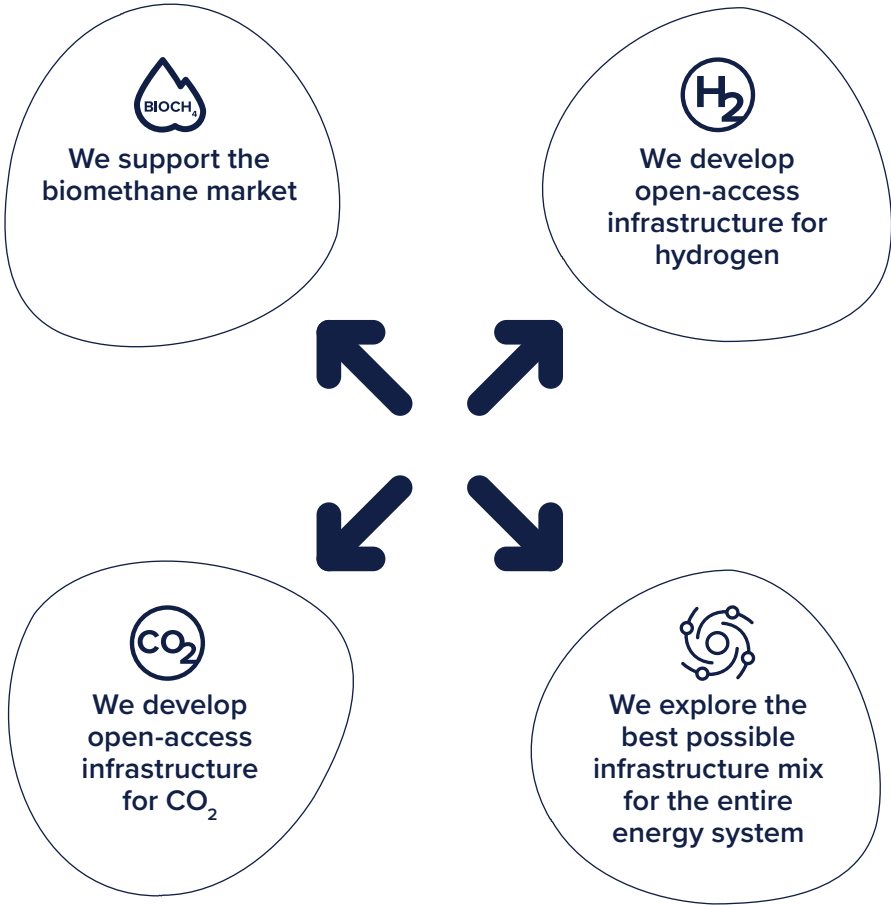 BIOCH₄
We support the
biomethane market
H₂
We develop
open-access
infrastructure for
hydrogen
CO₂
We develop
open-access
infrastructure
for CO₂
We explore the
best possible
infrastructure mix
for the entire
energy system